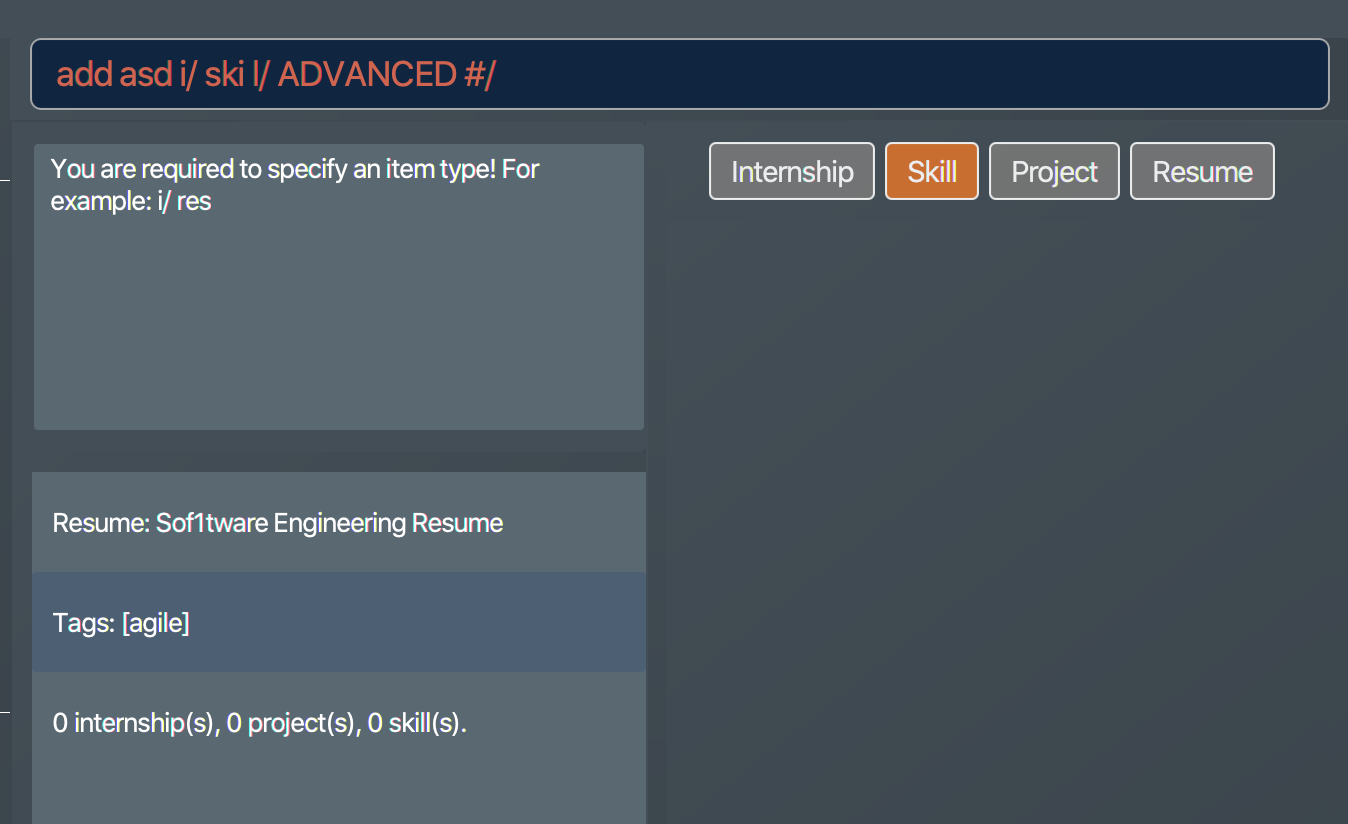 add asd i/ ski l/ ADVANCED #/
You are required to specify an item type! For
example: i/ res
Internship
Skill
Project
Resume
Resume: Sof1tware Engineering Resume
Tags: [agile]
0 internship(s), 0 project(s), 0 skill(s).